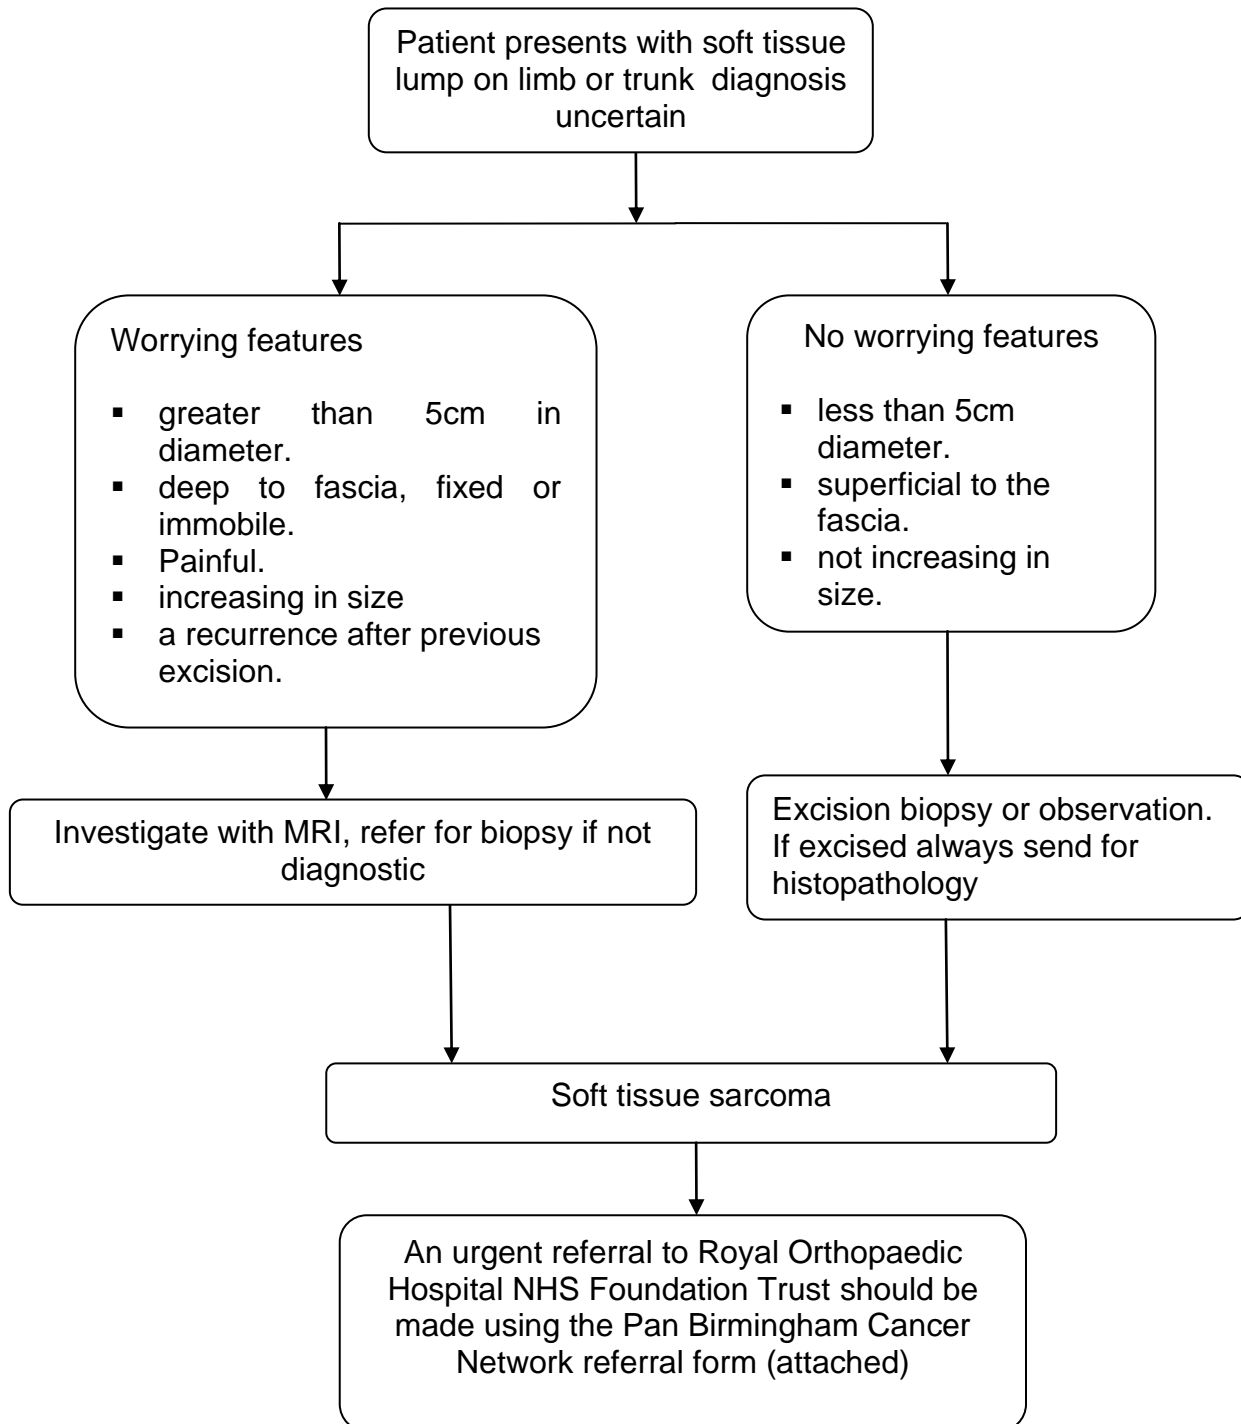 Patient presents with soft tissue
lump on limb or trunk diagnosis
uncertain
Worrying features
▪ greater than 5cm in
diameter.
▪ deep to fascia, fixed or
immobile.
▪ Painful.
▪ increasing in size
▪ a recurrence after previous
excision.
No worrying features
▪ less than 5cm
diameter.
▪ superficial to the
fascia.
▪ not increasing in
size.
Investigate with MRI, refer for biopsy if not
diagnostic
Excision biopsy or observation.
If excised always send for
histopathology
Soft tissue sarcoma
An urgent referral to Royal Orthopaedic
Hospital NHS Foundation Trust should be
made using the Pan Birmingham Cancer
Network referral form (attached)